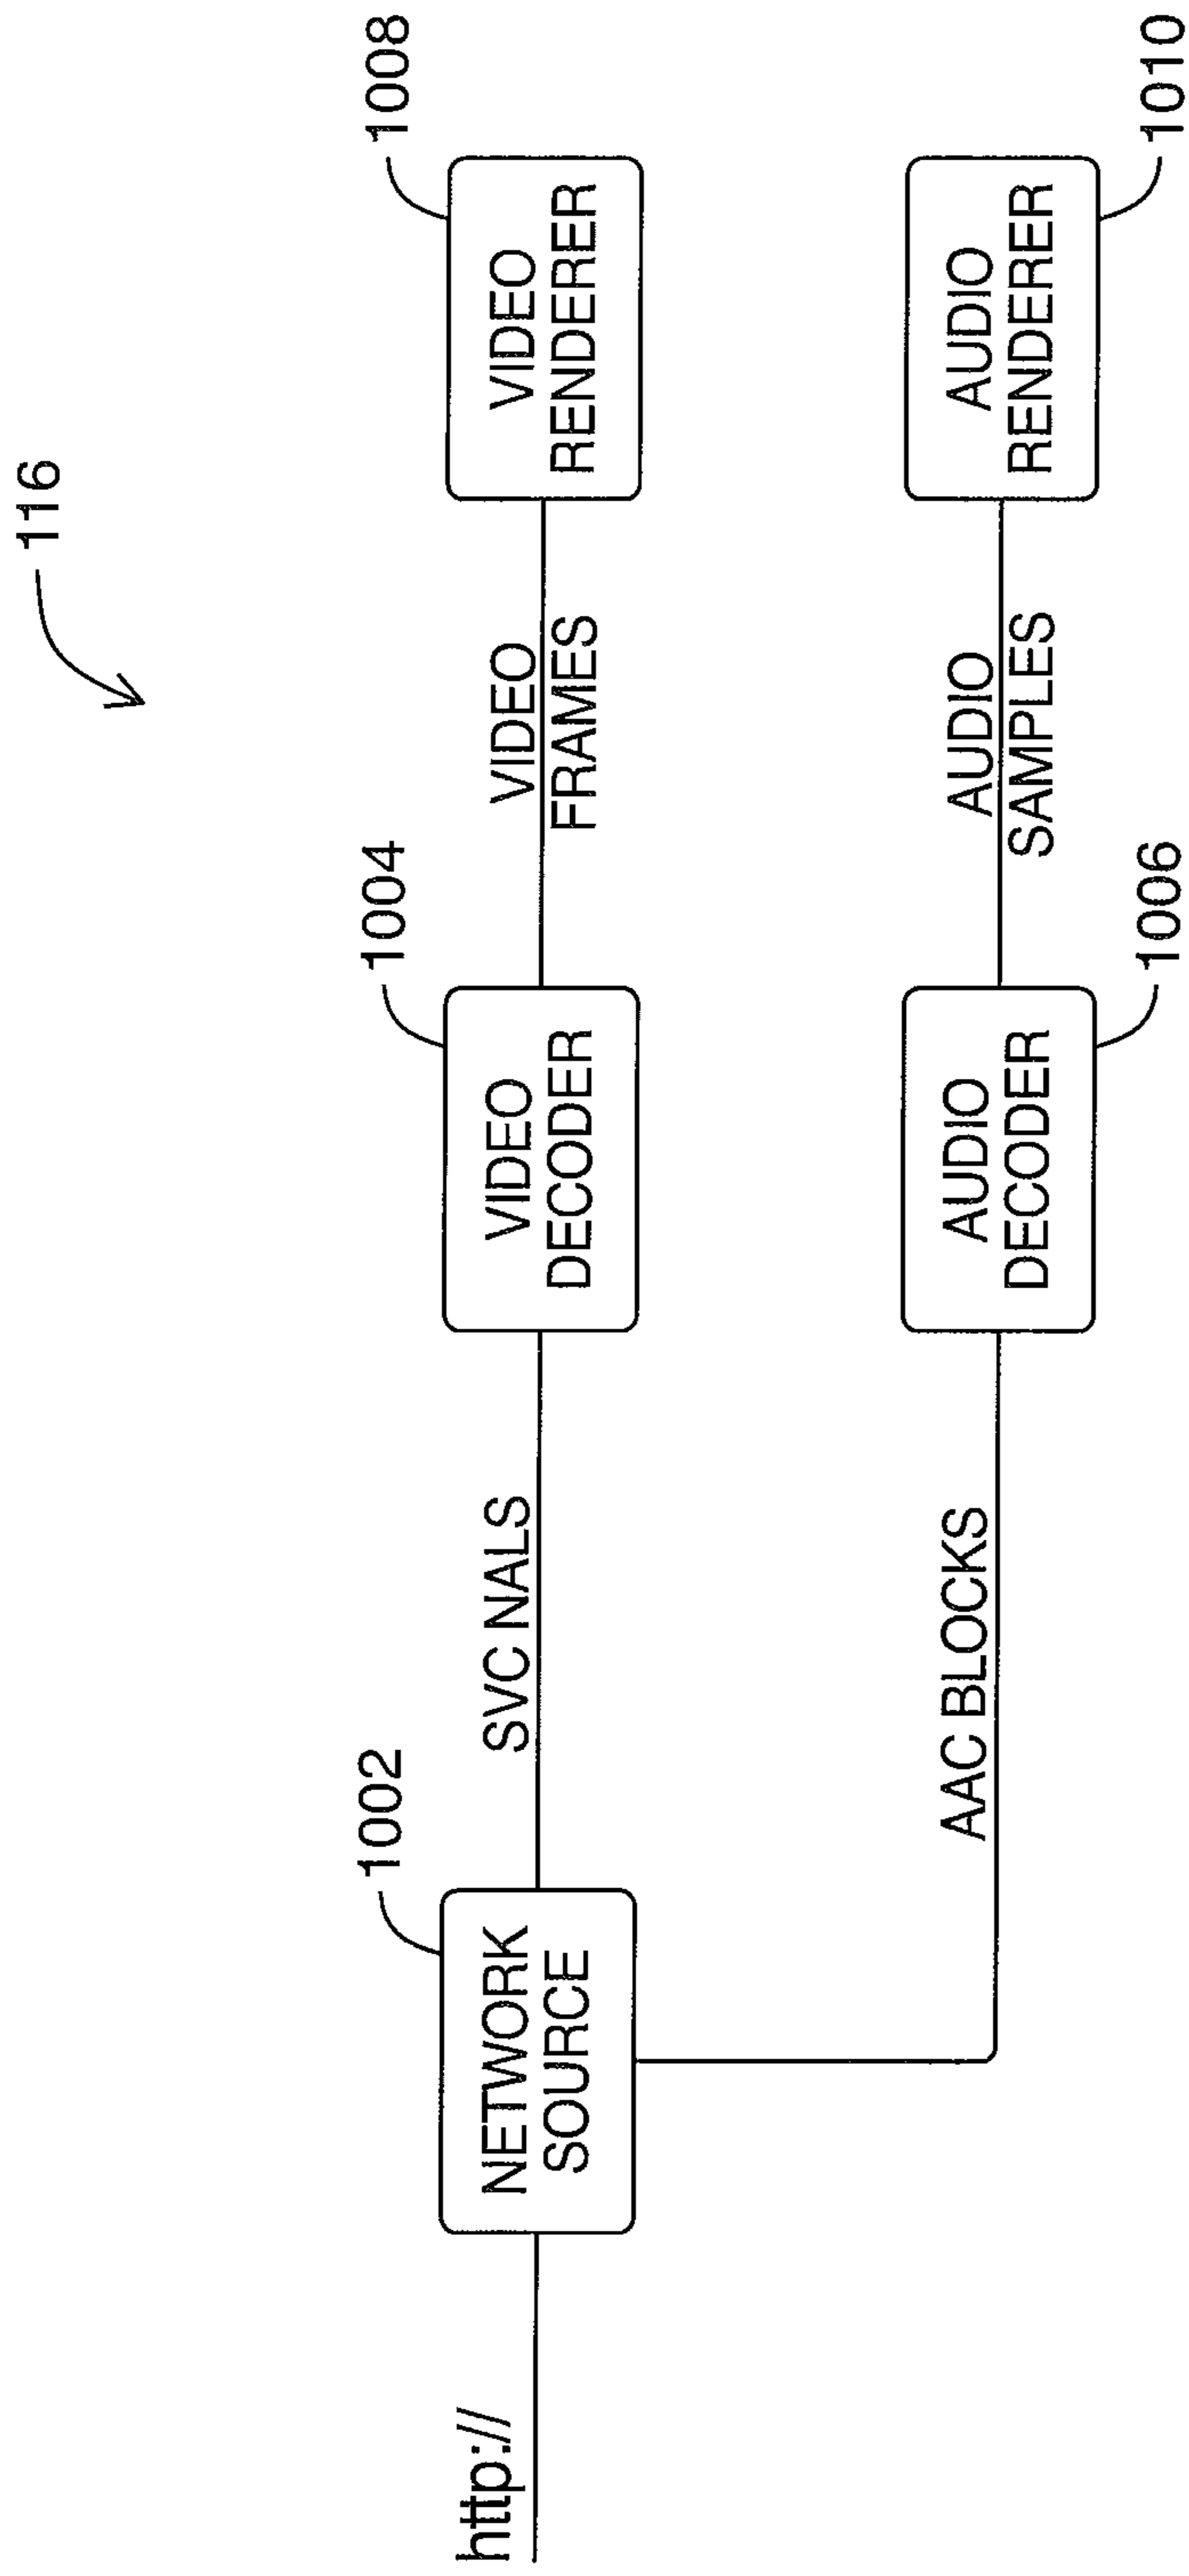 116
http://
1002
NETWORK
SOURCE
SVC NALS
1004
VIDEO
DECODER
VIDEO
FRAMES
1008
VIDEO
RENDERER
AAC BLOCKS
AUDIO
DECODER
1006
AUDIO
SAMPLES
AUDIO
RENDERER
1010